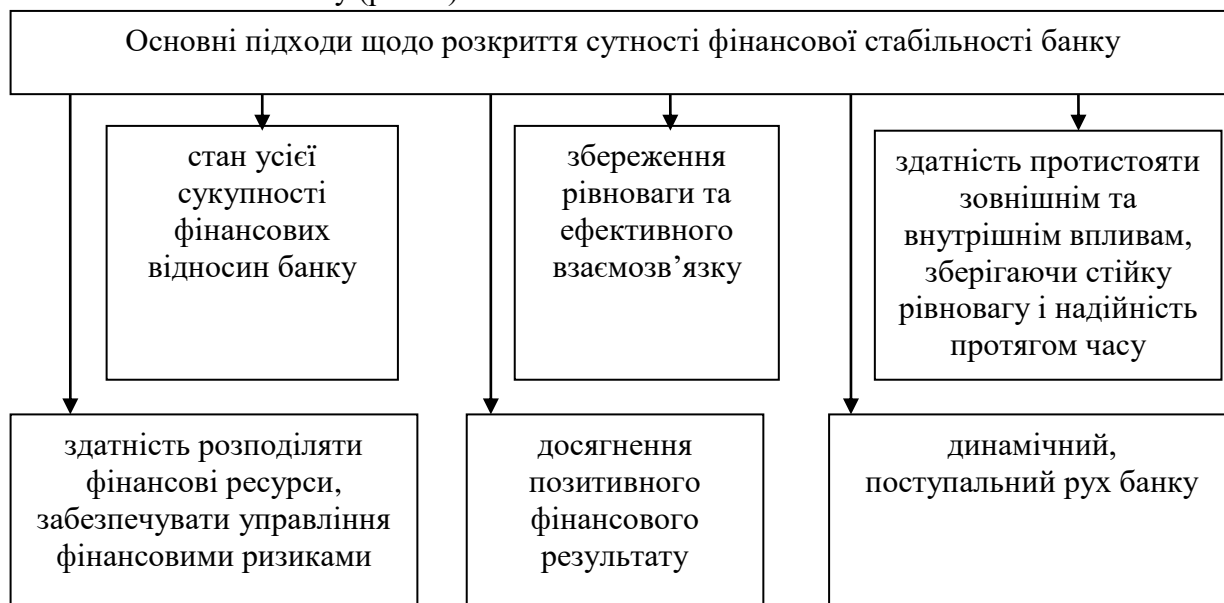 Основні підходи щодо розкриття сутності фінансової стабільності банку
стан усієї
сукупності
фінансових
відносин банку
збереження
рівноваги та
ефективного
взаємозв’язку
здатність протистояти
зовнішнім та
внутрішнім впливам,
зберігаючи стійку
рівновагу і надійність
протягом часу
здатність розподіляти
фінансові ресурси,
забезпечувати управління
фінансовими ризиками
досягнення
позитивного
фінансового
результату
динамічний,
поступальний рух банку